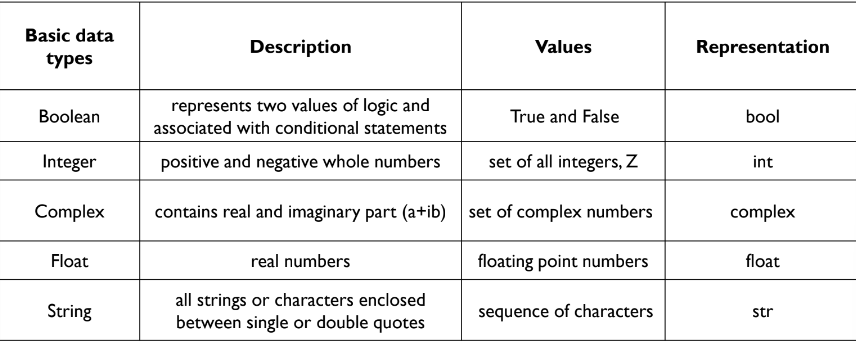 Basic data types Description Values Representation
Boolean represents two values of logic and associated with conditional statements True and False bool
Integer positive and negative whole numbers set of all integers, Z int
Complex contains real and imaginary part (a+ib) set of complex numbers complex
Float real numbers floating point numbers float
String all strings or characters enclosed between single or double quotes sequence of characters str